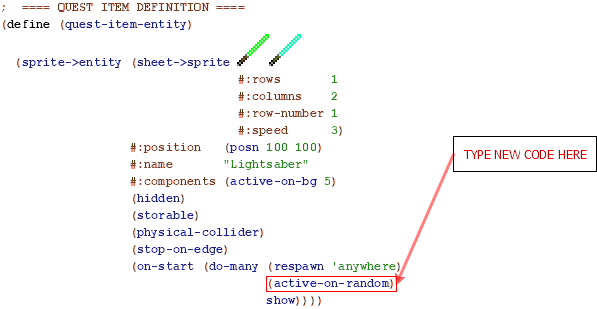 ;  ==== QUEST ITEM DEFINITION ====
(define (quest-item-entity)
(sprite->entity (sheet->sprite
#:rows 1
#:columns 2
#:row-number 1
#:speed 3)
#:position (posn 100 100)
#:name "Lightsaber"
#:components (active-on-bg 5)
(hidden)
(storable)
(physical-collider)
(stop-on-edge)
(on-start (do-many (respawn 'anywhere)
(active-on-random)
show))))
TYPE NEW CODE HERE